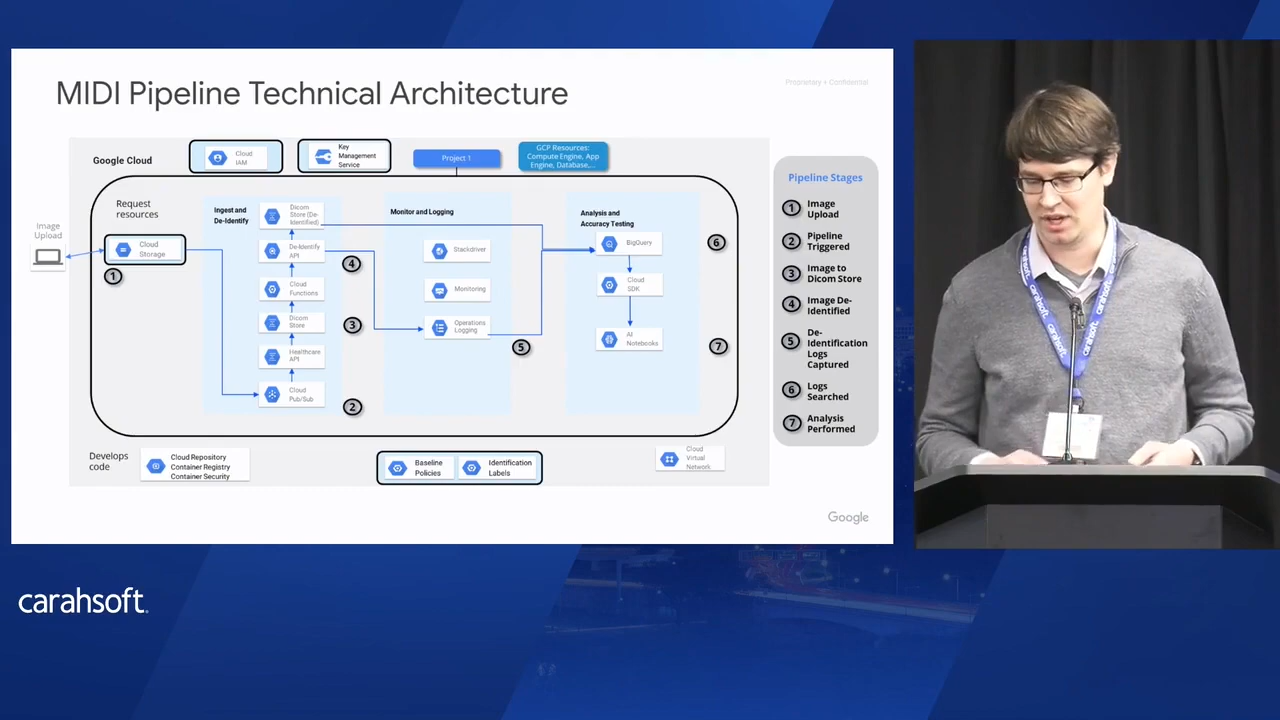 MIDI Pipeline Technical Architecture
Proprietary + Confidential
Google Cloud
Cloud
IAM
Key
Management
Service
Project 1
GCP Resources:
Compute Engine, App
Engine, Database,...
Request
resources
Image
Upload
Cloud
Storage
1
Ingest and
De-Identify
Dicom
Store (De-
Identified)
De-Identify
API
Cloud
Functions
Dicom
Store
Healthcare
API
Cloud
Pub/Sub
4
3
2
Monitor and Logging
Stackdriver
Monitoring
Operations
Logging
5
Analysis and
Accuracy Testing
BigQuery
Cloud
SDK
AI
Notebooks
6
7
Develops
code
Cloud Repository
Container Registry
Container Security
Baseline
Policies
Identification
Labels
Cloud
Virtual
Network
Pipeline Stages
1 Image
Upload
2 Pipeline
Triggered
3 Image to
Dicom Store
4 Image De-
Identified
5 De-
Identification
Logs
Captured
6 Logs
Searched
7 Analysis
Performed
Google
carahsoft.
carahsoft
carahsoft